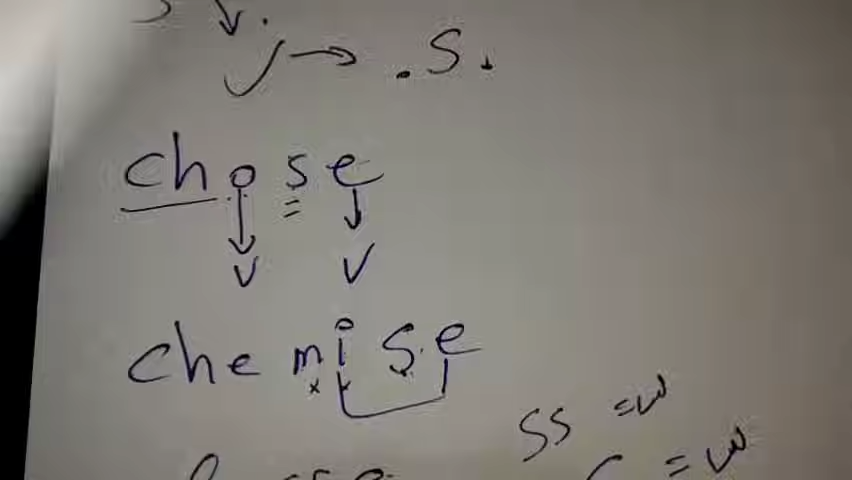 → .S.
chose
V V
chemise
SS = س
= س